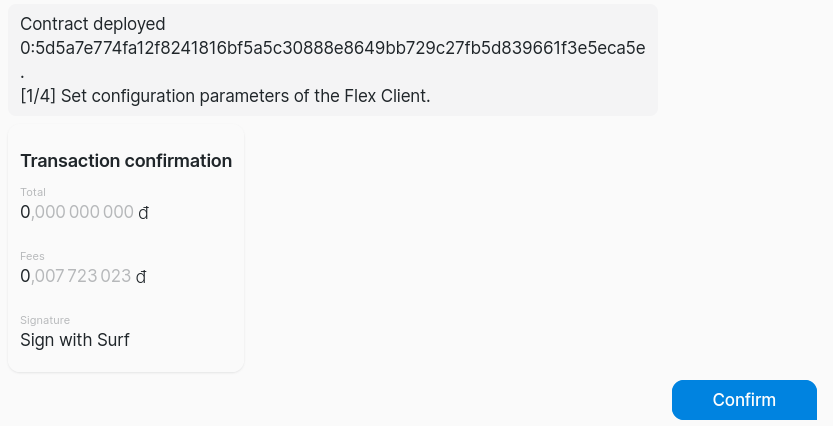 Contract deployed
0:5d5a7e774fa12f8241816bf5a5c30888e8649bb729c27fb5d839661f3e5eca5e
.
[1/4] Set configuration parameters of the Flex Client.
Transaction confirmation
Total
0,000 000 000 đ
Fees
0,007 723 023 đ
Signature
Sign with Surf
Confirm